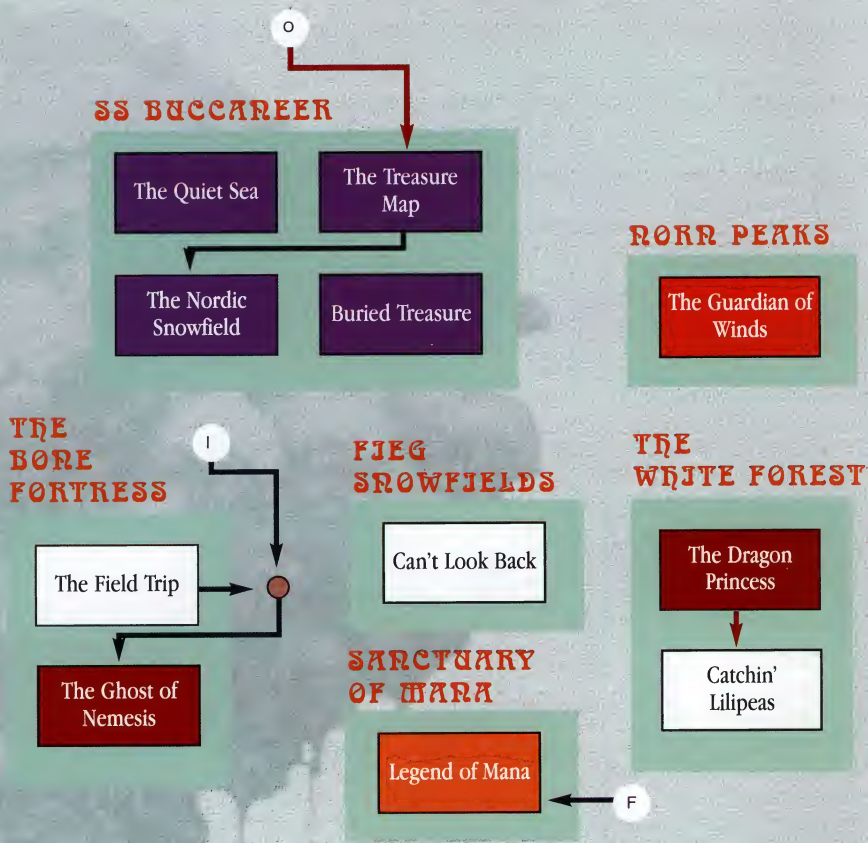 O
SS BUCCANEER
The Quiet Sea
The Treasure
Map
The Nordic
Snowfield
Buried Treasure
NORN PEAKS
The Guardian of
Winds
THE
BONE
FORTRESS
I
The Field Trip
The Ghost of
Nemesis
FIEG
SNOWFIELDS
Can't Look Back
SANCTUARY
OF MANA
Legend of Mana
F
THE
WHITE FOREST
The Dragon
Princess
Catchin'
Lilipeas